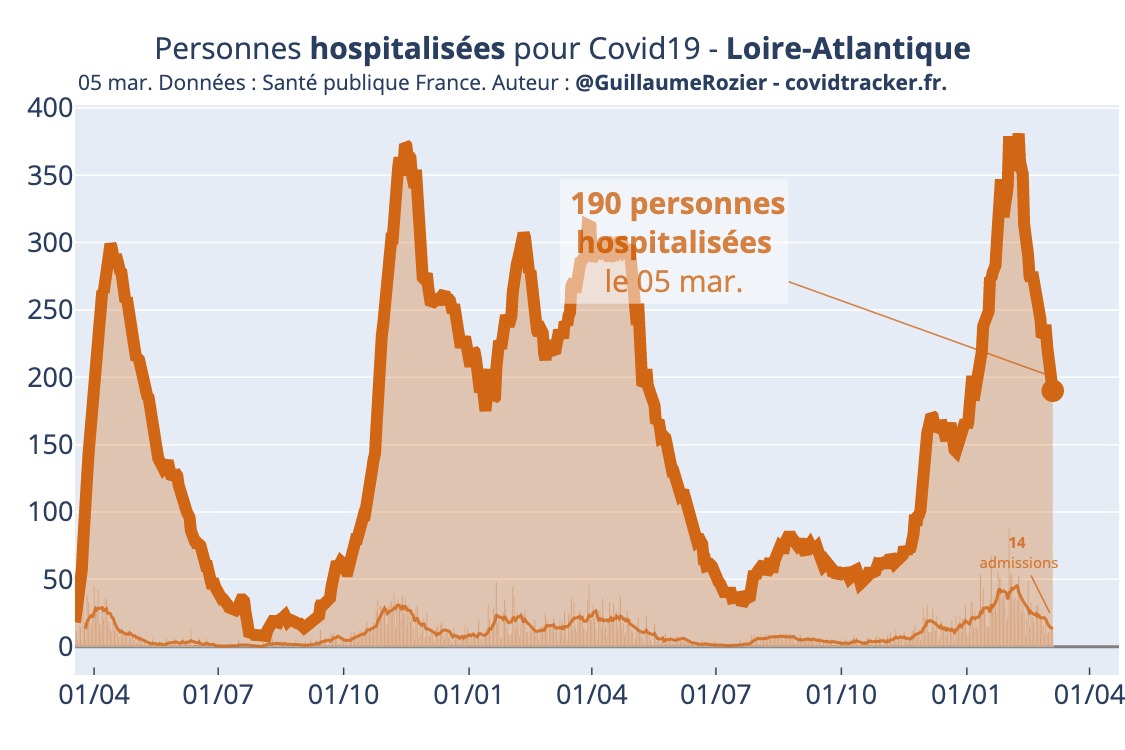 Personnes hospitalisées pour Covid19 - Loire-Atlantique
05 mar. Données : Santé publique France. Auteur : @GuillaumeRozier - covidtracker.fr.
400
350
300
250
200
150
100
50
0
190 personnes
hospitalisées
le 05 mar.
14
admissions
01/04 01/07 01/10 01/01 01/04 01/07 01/10 01/01 01/04